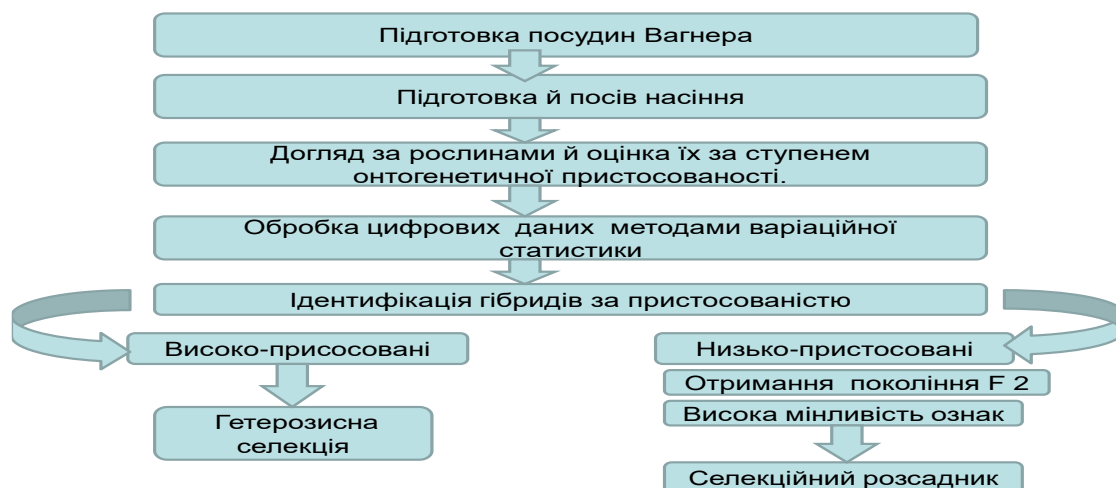 Підготовка посудин Вагнера
Підготовка й посів насіння
Догляд за рослинами й оцінка їх за ступенем
онтогенетичної пристосованості.
Обробка цифрових даних методами варіаційної
статистики
Ідентифікація гібридів за пристосованістю
Високо-присосовані
Низько-пристосовані
Отримання покоління F 2
Гетерозисна
селекція
Висока мінливість ознак
Селекційний розсадник